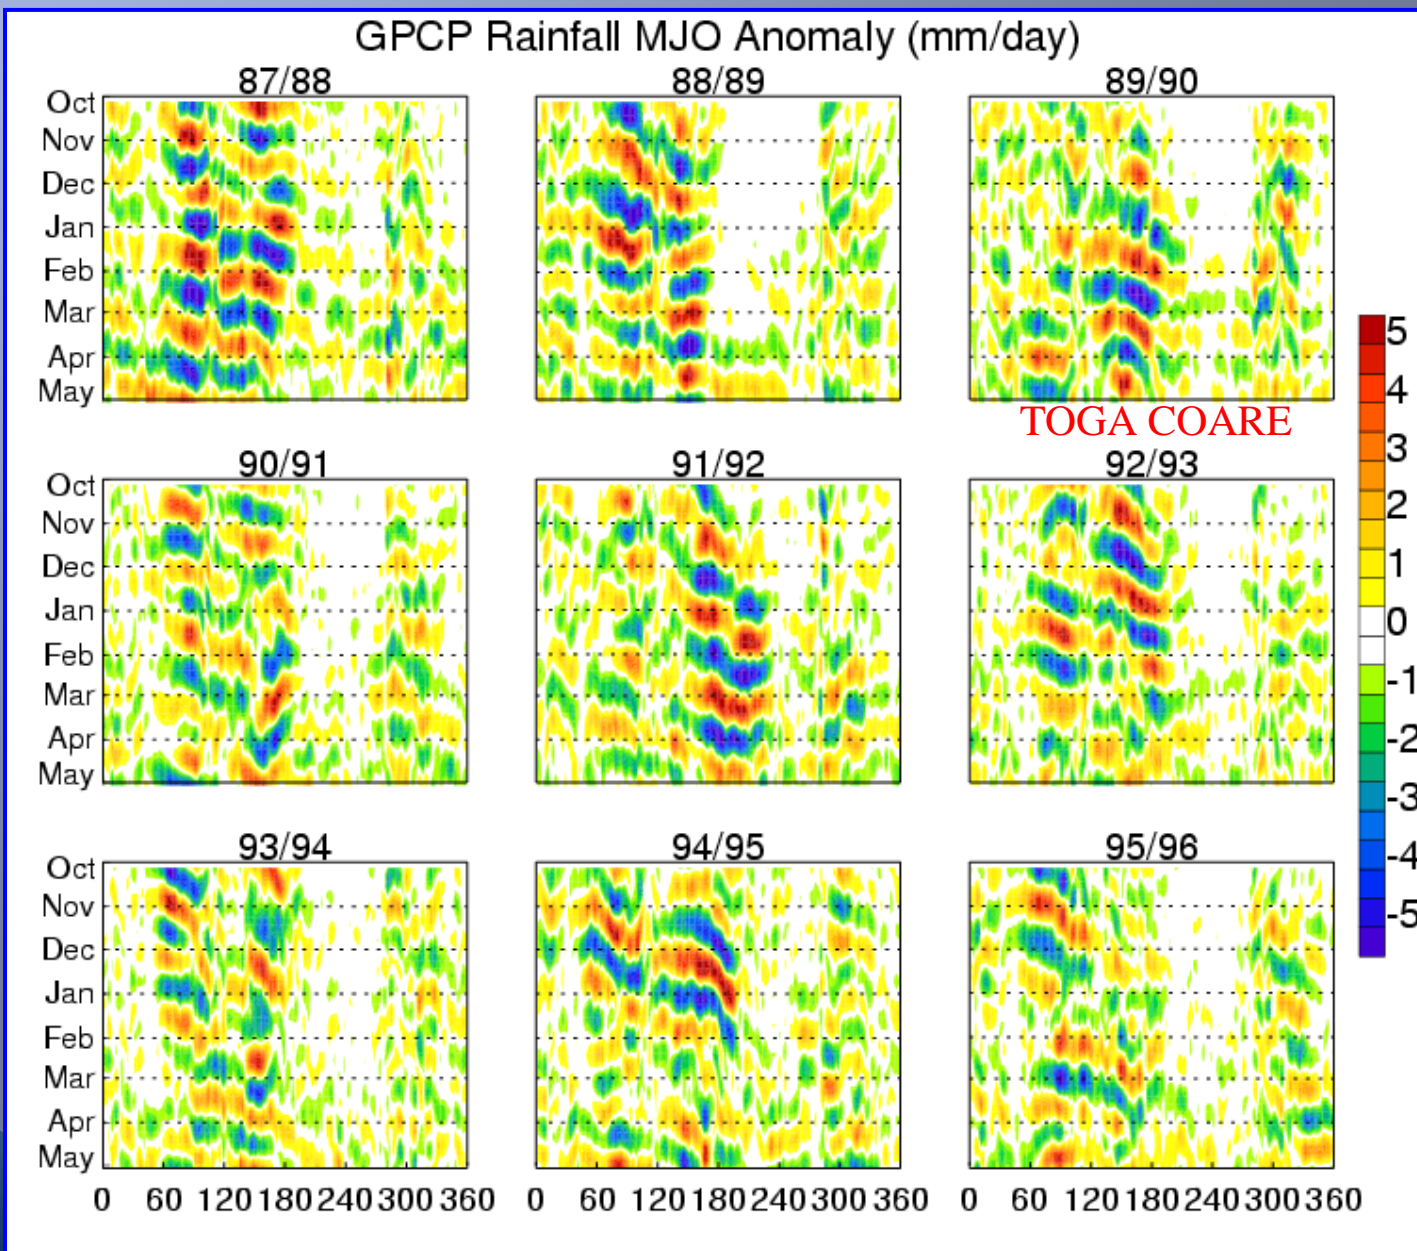 GPCP Rainfall MJO Anomaly (mm/day)
87/88 88/89 89/90
Oct
Nov
Dec
Jan
Feb
Mar
Apr
May
TOGA COARE
90/91 91/92 92/93
Oct
Nov
Dec
Jan
Feb
Mar
Apr
May
93/94 94/95 95/96
Oct
Nov
Dec
Jan
Feb
Mar
Apr
May
0 60 120 180 240 300 360 0 60 120 180 240 300 360 0 60 120 180 240 300 360
5
4
3
2
1
0
-1
-2
-3
-4
-5